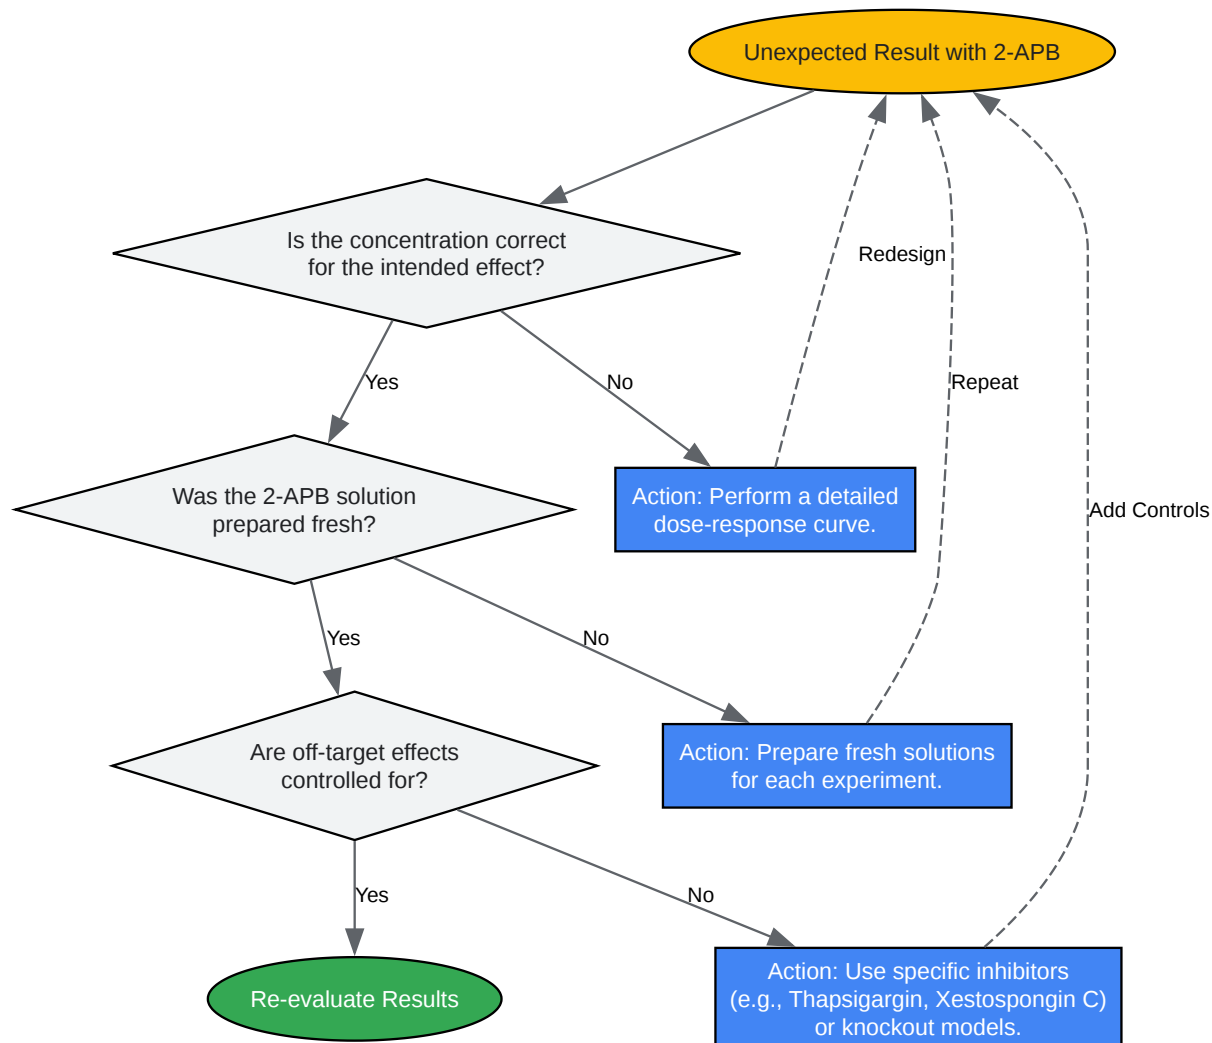 Unexpected Result with 2-APB
Is the concentration correct
for the intended effect?
Redesign
Yes
No
Repeat
Was the 2-APB solution
prepared fresh?
Action: Perform a detailed
dose-response curve.
Add Controls
Yes
No
Are off-target effects
controlled for?
Action: Prepare fresh solutions
for each experiment.
Yes
No
Re-evaluate Results
Action: Use specific inhibitors
(e.g., Thapsigargin, Xestospongin C)
or knockout models.